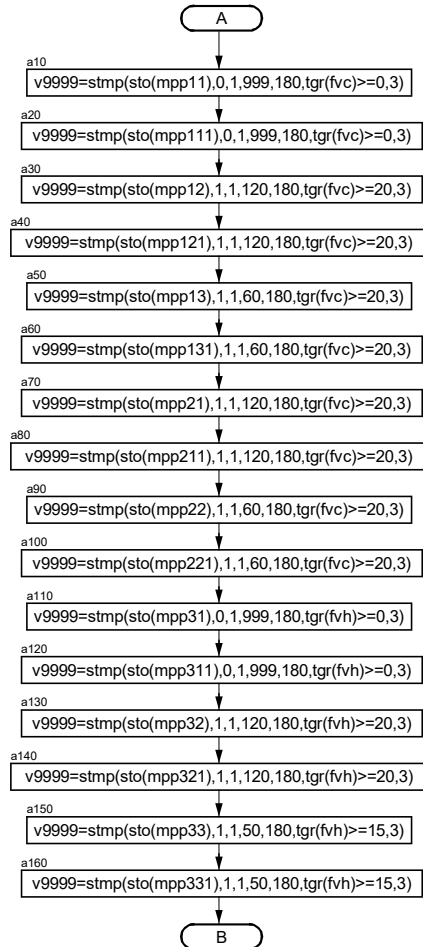 A
a10
v9999=stmp(sto(mpp11),0,1,999,180,tgr(fvc)>=0,3)
a20
v9999=stmp(sto(mpp111),0,1,999,180,tgr(fvc)>=0,3)
a30
v9999=stmp(sto(mpp12),1,1,120,180,tgr(fvc)>=20,3)
a40
v9999=stmp(sto(mpp121),1,1,120,180,tgr(fvc)>=20,3)
a50
v9999=stmp(sto(mpp13),1,1,60,180,tgr(fvc)>=20,3)
a60
v9999=stmp(sto(mpp131),1,1,60,180,tgr(fvc)>=20,3)
a70
v9999=stmp(sto(mpp21),1,1,120,180,tgr(fvc)>=20,3)
a80
v9999=stmp(sto(mpp211),1,1,120,180,tgr(fvc)>=20,3)
a90
v9999=stmp(sto(mpp22),1,1,60,180,tgr(fvc)>=20,3)
a100
v9999=stmp(sto(mpp221),1,1,60,180,tgr(fvc)>=20,3)
a110
v9999=stmp(sto(mpp31),0,1,999,180,tgr(fvh)>=0,3)
a120
v9999=stmp(sto(mpp311),0,1,999,180,tgr(fvh)>=0,3)
a130
v9999=stmp(sto(mpp32),1,1,120,180,tgr(fvh)>=20,3)
a140
v9999=stmp(sto(mpp321),1,1,120,180,tgr(fvh)>=20,3)
a150
v9999=stmp(sto(mpp33),1,1,50,180,tgr(fvh)>=15,3)
a160
v9999=stmp(sto(mpp331),1,1,50,180,tgr(fvh)>=15,3)
B